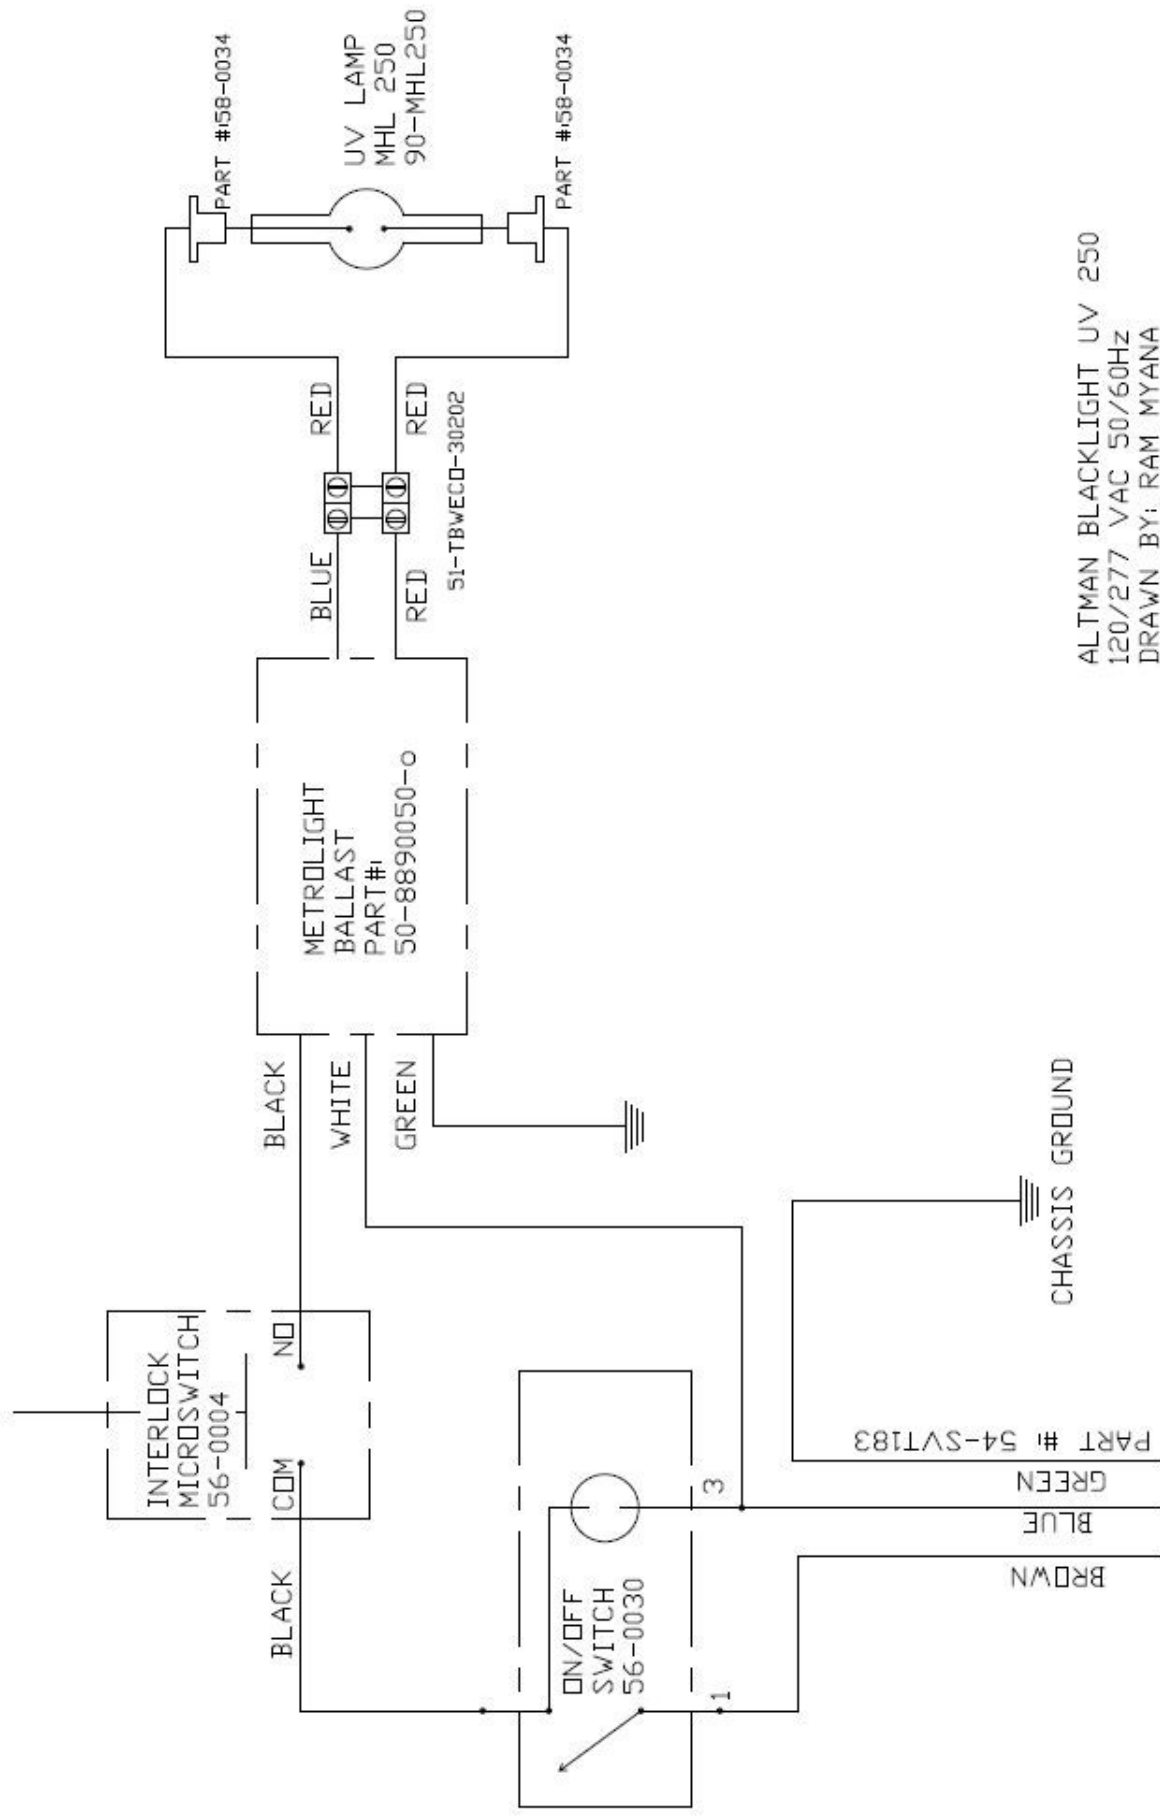 INTERLOCK
MICROSWITCH
56-0004
COM
NO
BLACK
BLACK
WHITE
GREEN
METROLIGHT
BALLAST
PART#:
50-8890050-o
BLUE
RED
RED
RED
51-TBWECO-30202
PART #:58-0034
UV LAMP
MHL 250
90-MHL250
PART #:58-0034
ON/OFF
SWITCH
56-0030
1
3
BROWN
BLUE
GREEN
PART #: 54-SVT183
CHASSIS GROUND
ALTMAN BLACKLIGHT UV 250
120/277 VAC 50/60Hz
DRAWN BY: RAM MYANA